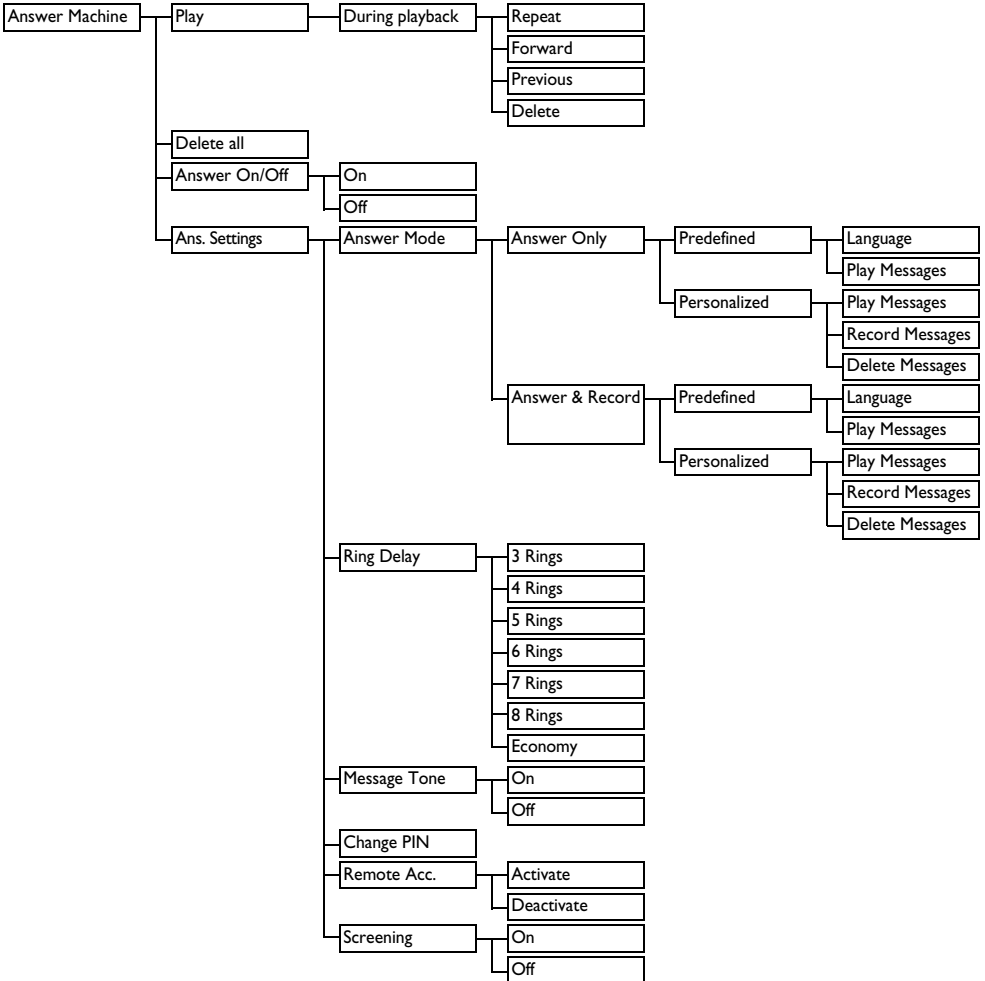 Answer Machine Play During playback Repeat
Forward
Previous
Delete
Delete all
Answer On/Off On
Off
Ans. Settings Answer Mode Answer Only Predefined Language
Play Messages
Personalized Play Messages
Record Messages
Delete Messages
Answer & Record Predefined Language
Play Messages
Personalized Play Messages
Record Messages
Delete Messages
Ring Delay 3 Rings
4 Rings
5 Rings
6 Rings
7 Rings
8 Rings
Economy
Message Tone On
Off
Change PIN
Remote Acc. Activate
Deactivate
Screening On
Off